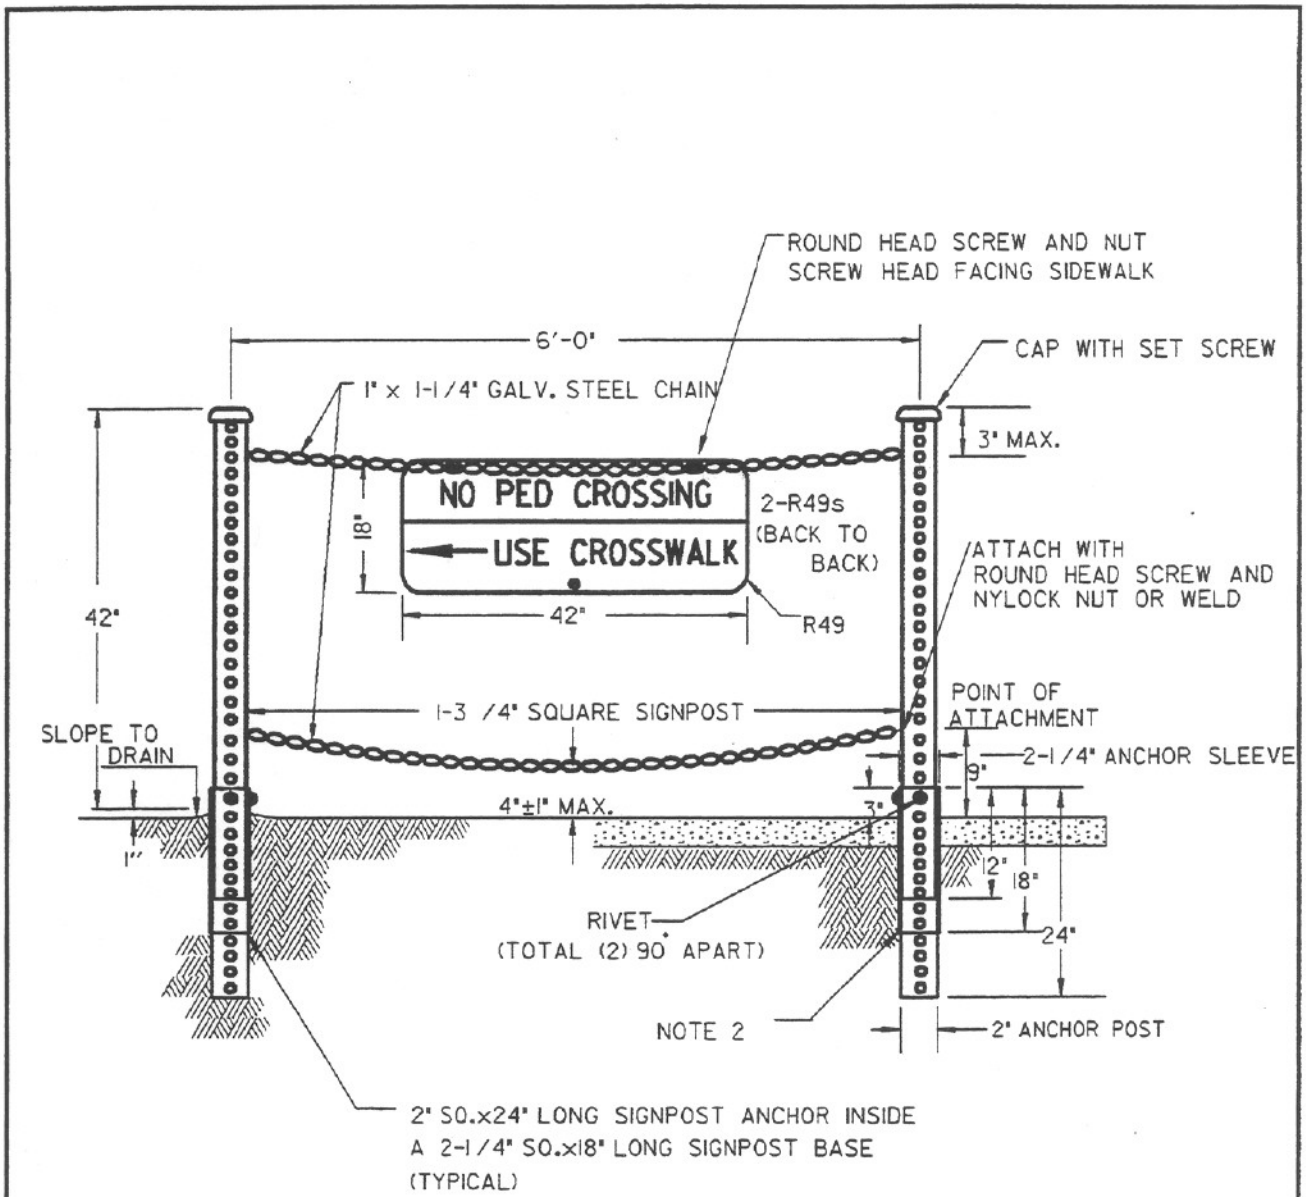 ROUND HEAD SCREW AND NUT
SCREW HEAD FACING SIDEWALK
6'-0"
CAP WITH SET SCREW
1" x 1-1/4" GALV. STEEL CHAIN
3" MAX.
NO PED CROSSING
2-R49s
(BACK TO
BACK)
18"
USE CROSSWALK
ATTACH WITH
ROUND HEAD SCREW AND
NYLOCK NUT OR WELD
42"
42"
R49
POINT OF
ATTACHMENT
1-3 /4" SQUARE SIGNPOST
SLOPE TO
DRAIN
2-1/4" ANCHOR SLEEVE
9"
4"±1" MAX.
3"
1"
12"
18"
RIVET
(TOTAL (2) 90° APART)
24"
NOTE 2
2" ANCHOR POST
2" SQ.x24" LONG SIGNPOST ANCHOR INSIDE
A 2-1/4" SQ.x18" LONG SIGNPOST BASE
(TYPICAL)